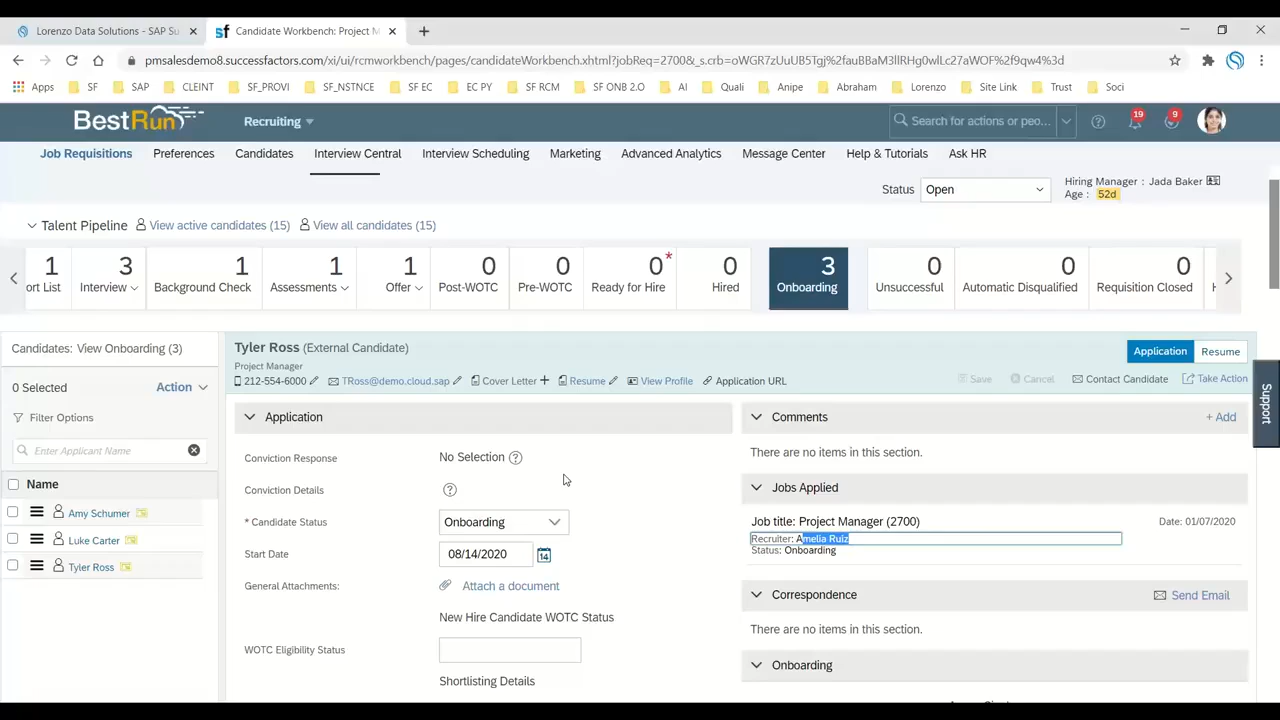 Lorenzo Data Solutions - SAP Su
Candidate Workbench: Project M
pmsalesdemo8.successfactors.com/xi/ui/rcmworkbench/pages/candidateWorkbench.xhtml?jobReq=2700&_s.crb=oWGR7zUuUB5Tgj%2fauBBaM3llRHg0wlLc27aWOF%2f9qw4%3d
Apps SF SAP CLEINT SF_PROVI SF_NSTNCE SF EC EC PY SF RCM SF ONB 2.O AI Quali Anipe Abraham Lorenzo Site Link Trust Soci
BestRun Recruiting Search for actions or peo... 19 9
Job Requisitions Preferences Candidates Interview Central Interview Scheduling Marketing Advanced Analytics Message Center Help & Tutorials Ask HR
Status Open Hiring Manager : Jada Baker
Age : 52d
Talent Pipeline View active candidates (15) View all candidates (15)
1 3 1 1 1 0 0 0* 0 3 0 0 0
ort List Interview Background Check Assessments Offer Post-WOTC Pre-WOTC Ready for Hire Hired Onboarding Unsuccessful Automatic Disqualified Requisition Closed
Candidates: View Onboarding (3)
0 Selected Action
Filter Options
Enter Applicant Name
Name
Amy Schumer
Luke Carter
Tyler Ross
Tyler Ross (External Candidate)
Project Manager
212-554-6000 TRoss@demo.cloud.sap Cover Letter Resume View Profile Application URL
Application Resume
Save Cancel Contact Candidate Take Action
Application
Conviction Response No Selection
Conviction Details
* Candidate Status Onboarding
Start Date 08/14/2020 14
General Attachments: Attach a document
New Hire Candidate WOTC Status
WOTC Eligibility Status
Shortlisting Details
Comments + Add
There are no items in this section.
Jobs Applied
Job title: Project Manager (2700) Date: 01/07/2020
Recruiter: Amelia Ruiz
Status: Onboarding
Correspondence Send Email
There are no items in this section.
Onboarding
Support